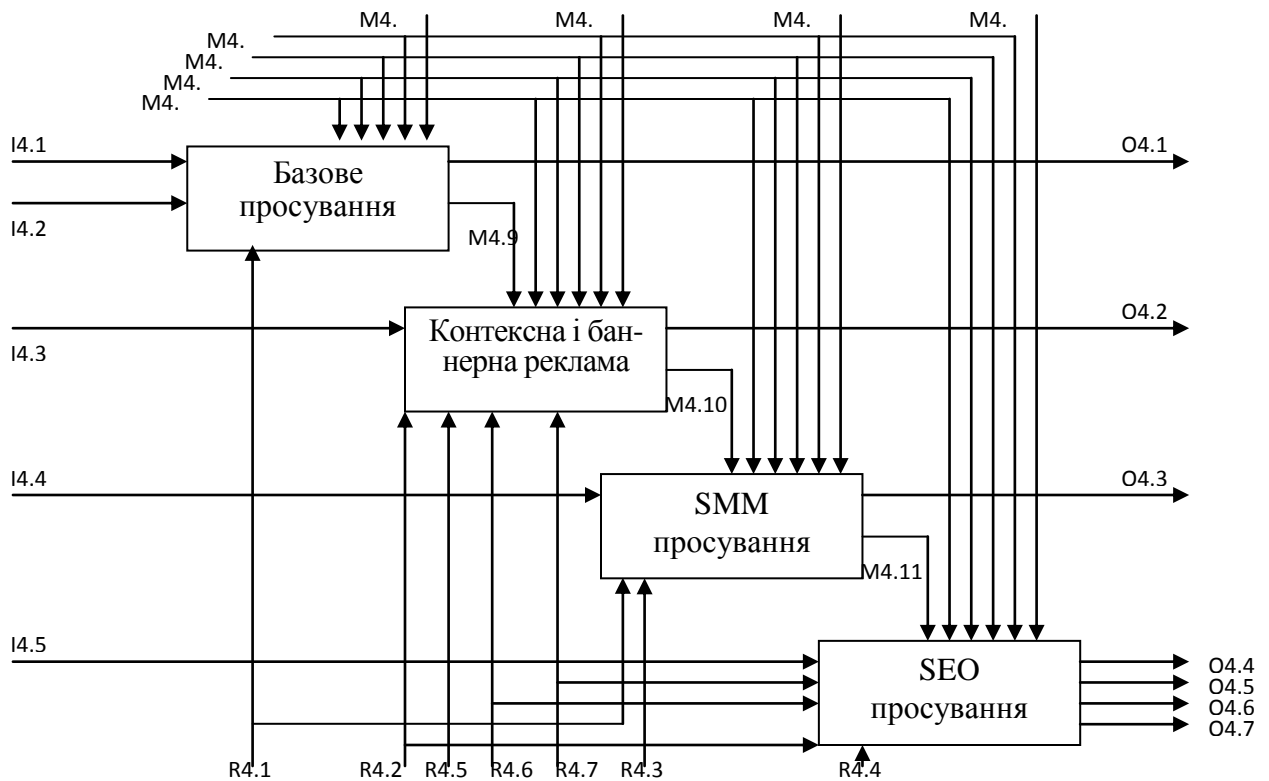 M4.
M4.
M4.
M4.
M4.
M4.
M4.
M4.
I4.1
O4.1
Базове
просування
I4.2
M4.9
Контексна і бан-
нерна реклама
O4.2
I4.3
M4.10
I4.4
O4.3
SMM
просування
M4.11
I4.5
SEO
просування
O4.4
O4.5
O4.6
O4.7
R4.1
R4.2
R4.5
R4.6
R4.7
R4.3
R4.4